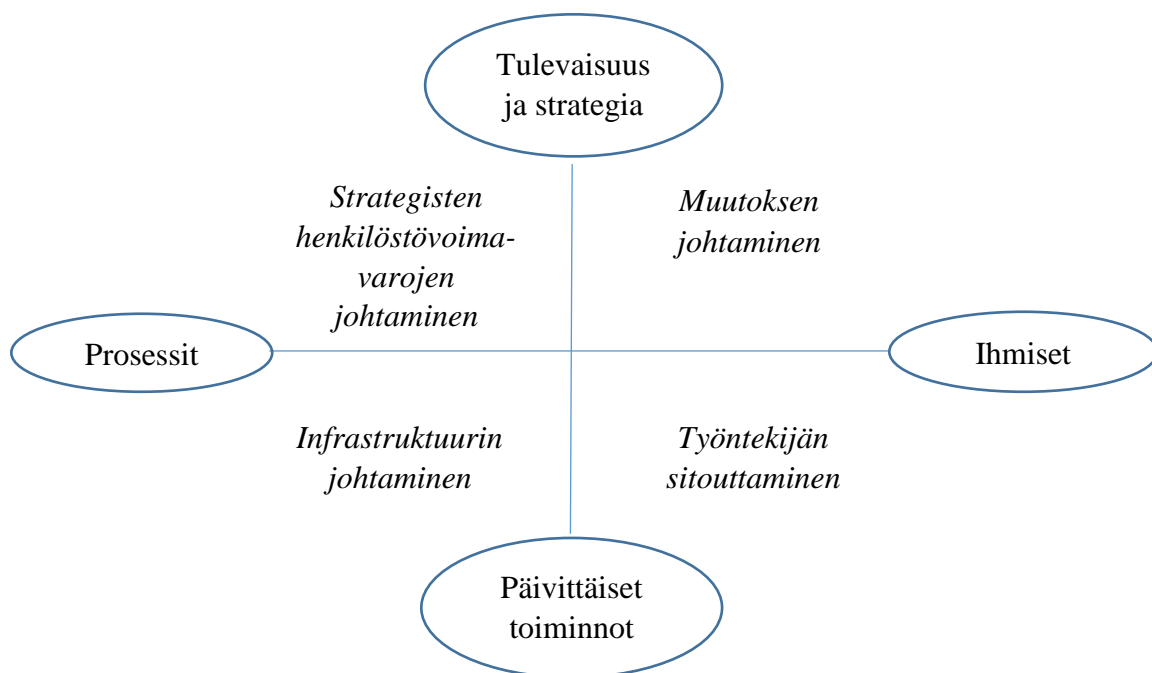 Tulevaisuus
ja strategia
Strategisten
henkilöstövoima-
varojen
johtaminen
Muutoksen
johtaminen
Prosessit
Ihmiset
Infrastruktuurin
johtaminen
Työntekijän
sitouttaminen
Päivittäiset
toiminnot